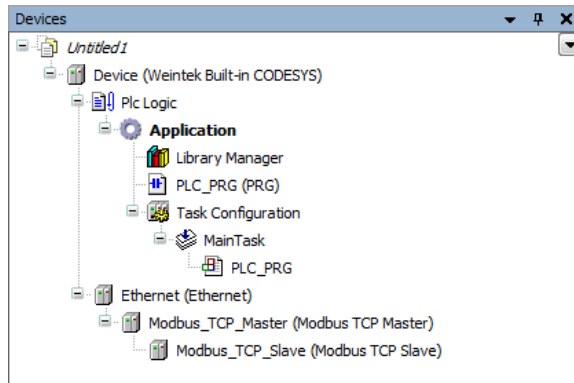 Devices
Untitled1
Device (Weintek Built-in CODESYS)
Plc Logic
Application
Library Manager
PLC_PRG (PRG)
Task Configuration
MainTask
PLC_PRG
Ethernet (Ethernet)
Modbus_TCP_Master (Modbus TCP Master)
Modbus_TCP_Slave (Modbus TCP Slave)